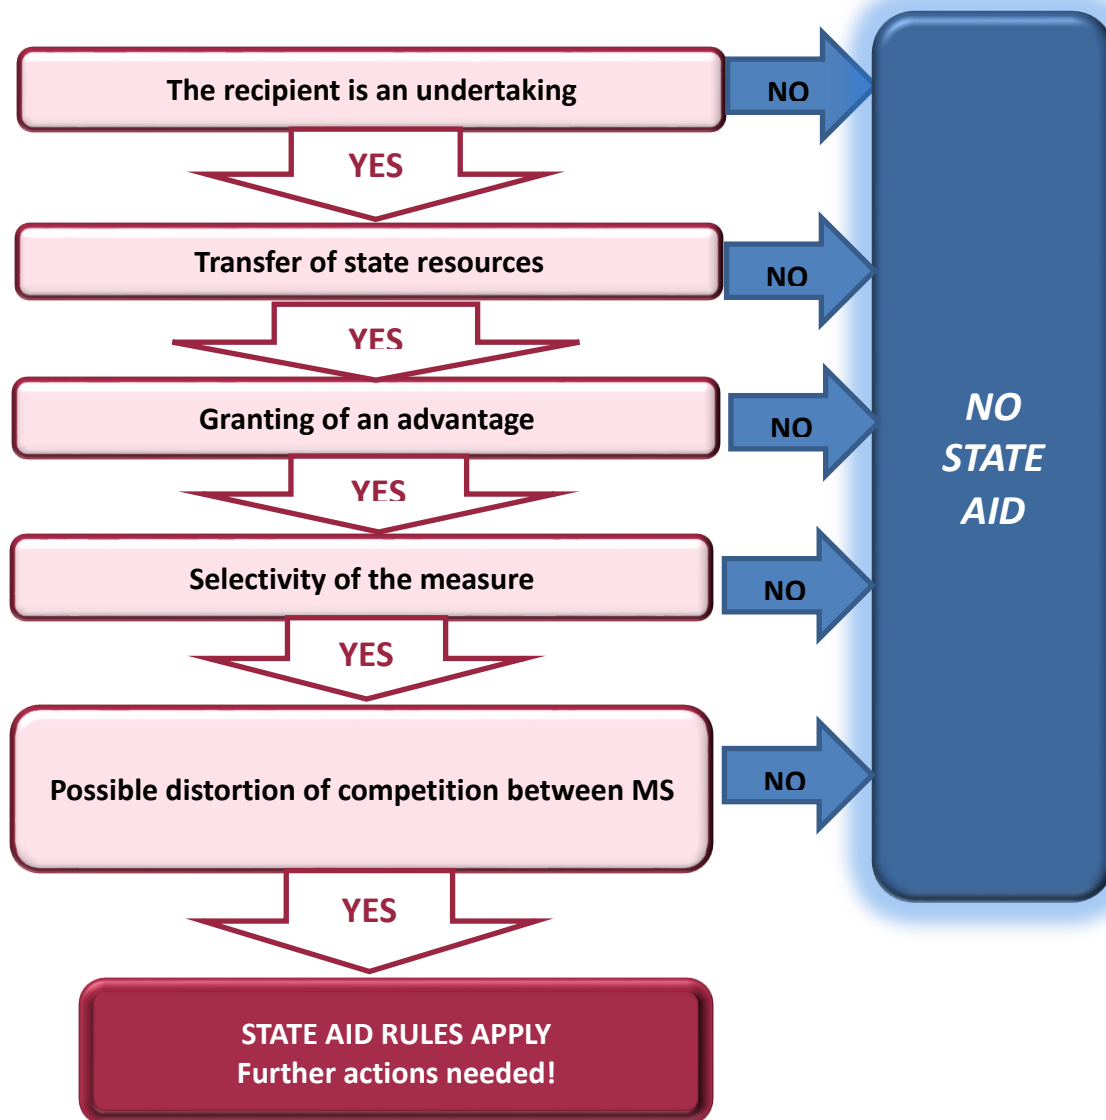 The recipient is an undertaking
NO
YES
Transfer of state resources
NO
YES
Granting of an advantage
NO
YES
Selectivity of the measure
NO
YES
Possible distortion of competition between MS
NO
YES
STATE AID RULES APPLY
Further actions needed!
NO
STATE
AID